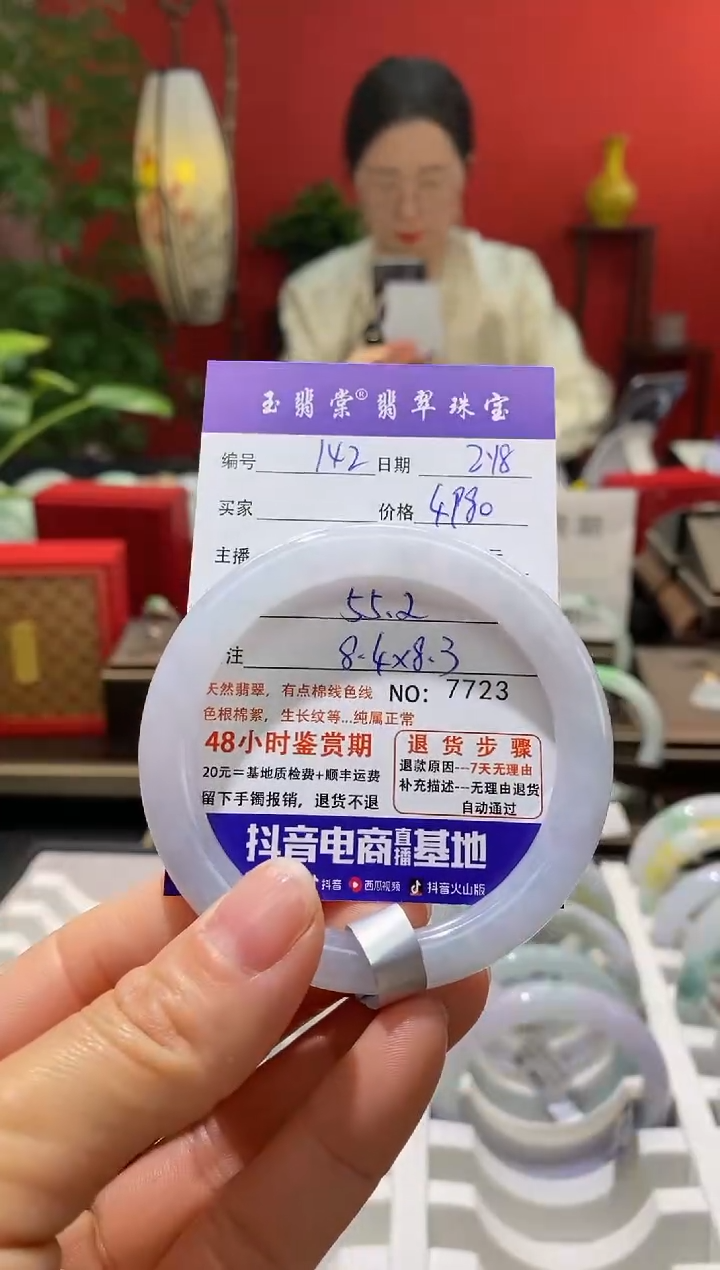 玉翡棠®翡翠珠宝
编号 142 日期 248
买家 价格 4980
主播
55.2
注 8.4x8.3
天然翡翠，有点棉线色线 NO: 7723
色根棉絮，生长纹等...纯属正常
48小时鉴赏期
20元=基地质检费+顺丰运费
留下手镯报销，退货不退
退货步骤
退款原因---7天无理由
补充描述---无理由退货
自动通过
抖音电商直播基地
抖音 西瓜视频 抖音火山版